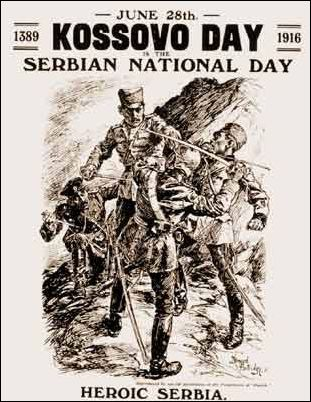 JUNE 28th.
1389 KOSSOVO DAY 1916
IS THE
SERBIAN NATIONAL DAY
HEROIC SERBIA.